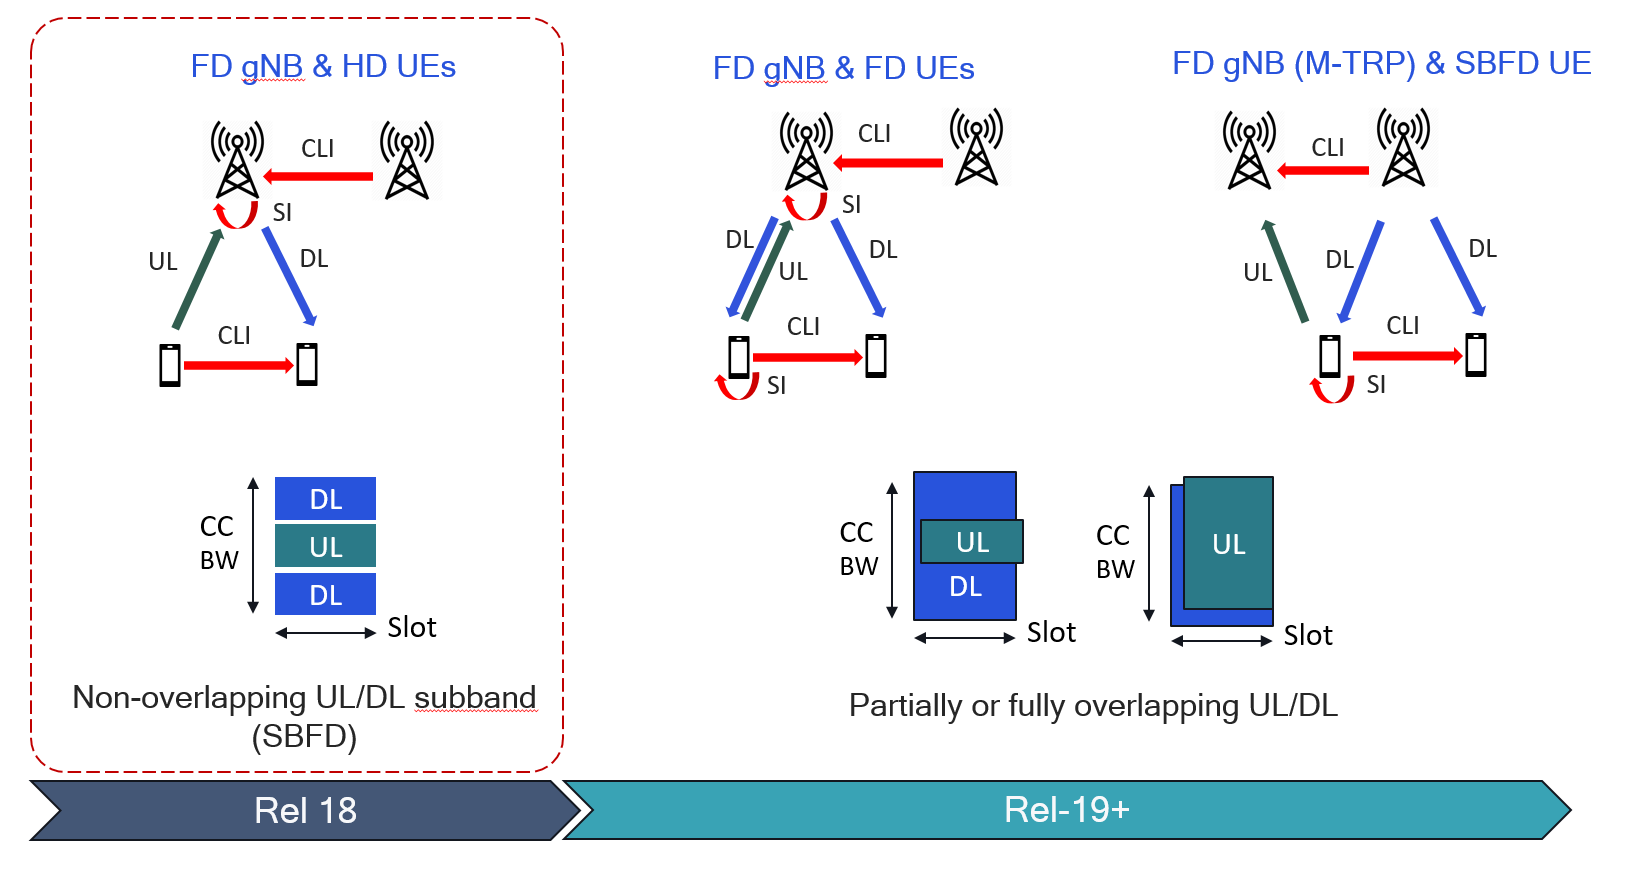 FD gNB & HD UEs
CLI
SI
UL
DL
CLI
DL
CC
UL
BW
DL
Slot
Non-overlapping UL/DL subband
(SBFD)
FD gNB & FD UEs
CLI
SI
DL
DL
UL
CLI
SI
FD gNB (M-TRP) & SBFD UE
CLI
DL
UL
DL
CLI
SI
CC
UL
BW
DL
Slot
CC
UL
BW
Slot
Partially or fully overlapping UL/DL
Rel 18
Rel-19+